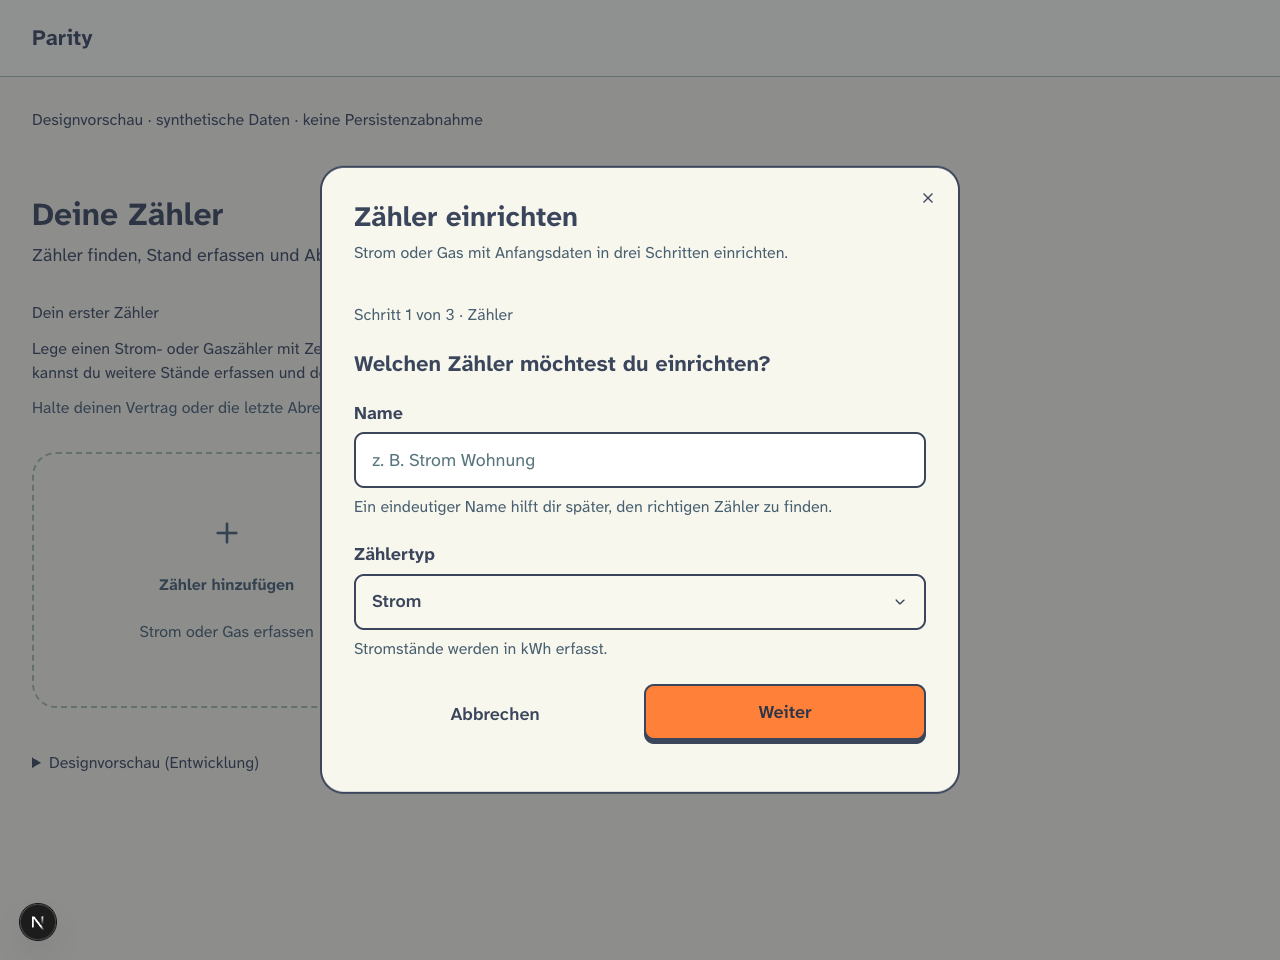 Parity
Designvorschau · synthetische Daten · keine Persistenzabnahme
Deine Zähler
Zähler finden, Stand erfassen und
Dein erster Zähler
Lege einen Strom- oder Gaszähler mit
kannst du weitere Stände erfassen und
Halte deinen Vertrag oder die letzte
Zähler hinzufügen
Strom oder Gas erfassen
Designvorschau (Entwicklung)
Zähler einrichten
Strom oder Gas mit Anfangsdaten in drei Schritten einrichten.
Schritt 1 von 3 · Zähler
Welchen Zähler möchtest du einrichten?
Name
z. B. Strom Wohnung
Ein eindeutiger Name hilft dir später, den richtigen Zähler zu finden.
Zählertyp
Strom
Stromstände werden in kWh erfasst.
Abbrechen
Weiter
N